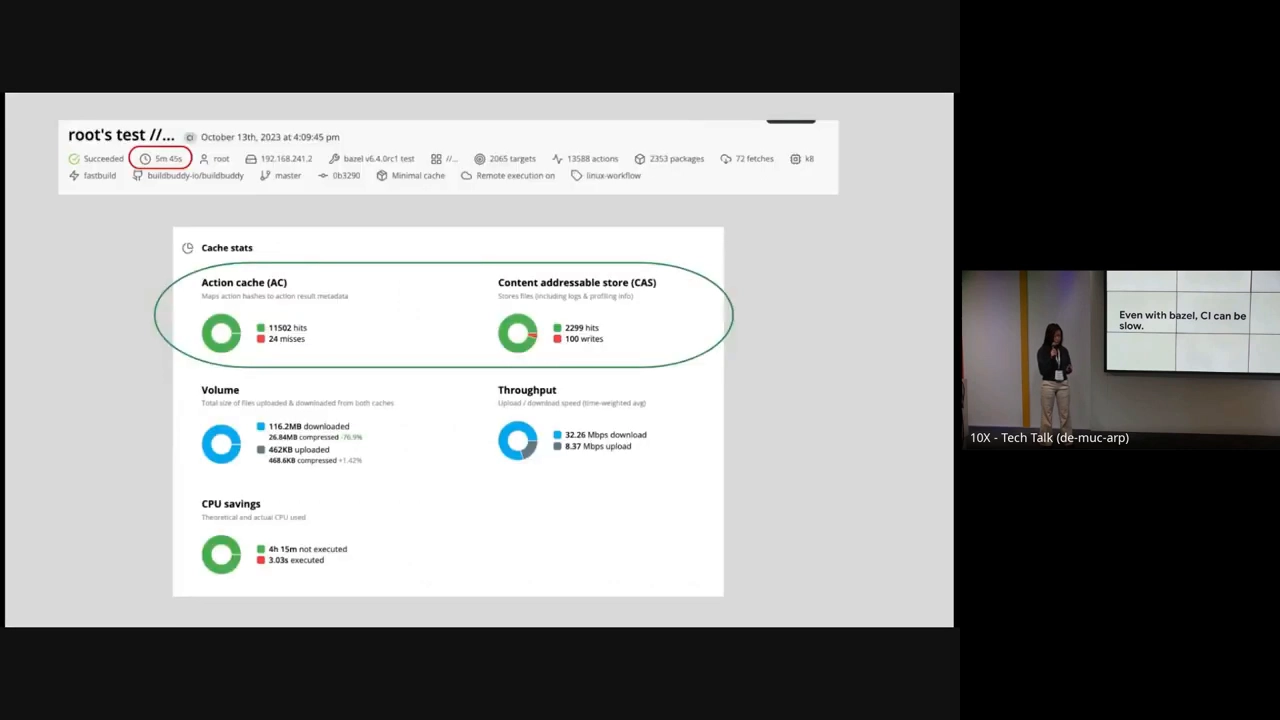 root's test //... CI October 13th, 2023 at 4:09:45 pm
Succeeded 5m 45s root 192.168.241.2 bazel v6.4.0rc1 test //... 2065 targets 13588 actions 2353 packages 72 fetches k8
fastbuild buildbuddy-io/buildbuddy master 0b3290 Minimal cache Remote execution on linux-workflow
Cache stats
Action cache (AC)
Maps action hashes to action result metadata
11502 hits
24 misses
Content addressable store (CAS)
Stores files (including logs & profiling info)
2299 hits
100 writes
Volume
Total size of files uploaded & downloaded from both caches
116.2MB downloaded
26.84MB compressed -76.9%
462KB uploaded
468.6KB compressed +1.42%
Throughput
Upload / download speed (time-weighted avg)
32.26 Mbps download
8.37 Mbps upload
CPU savings
Theoretical and actual CPU used
4h 15m not executed
3.03s executed
Even with bazel, CI can be
slow.
10X - Tech Talk (de-muc-arp)